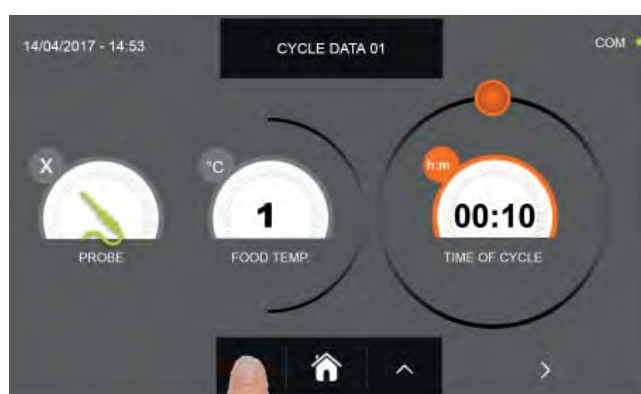 14/04/2017 - 14:53
CYCLE DATA 01
COM
X
°C
h:m
1
00:10
PROBE
FOOD TEMP.
TIME OF CYCLE